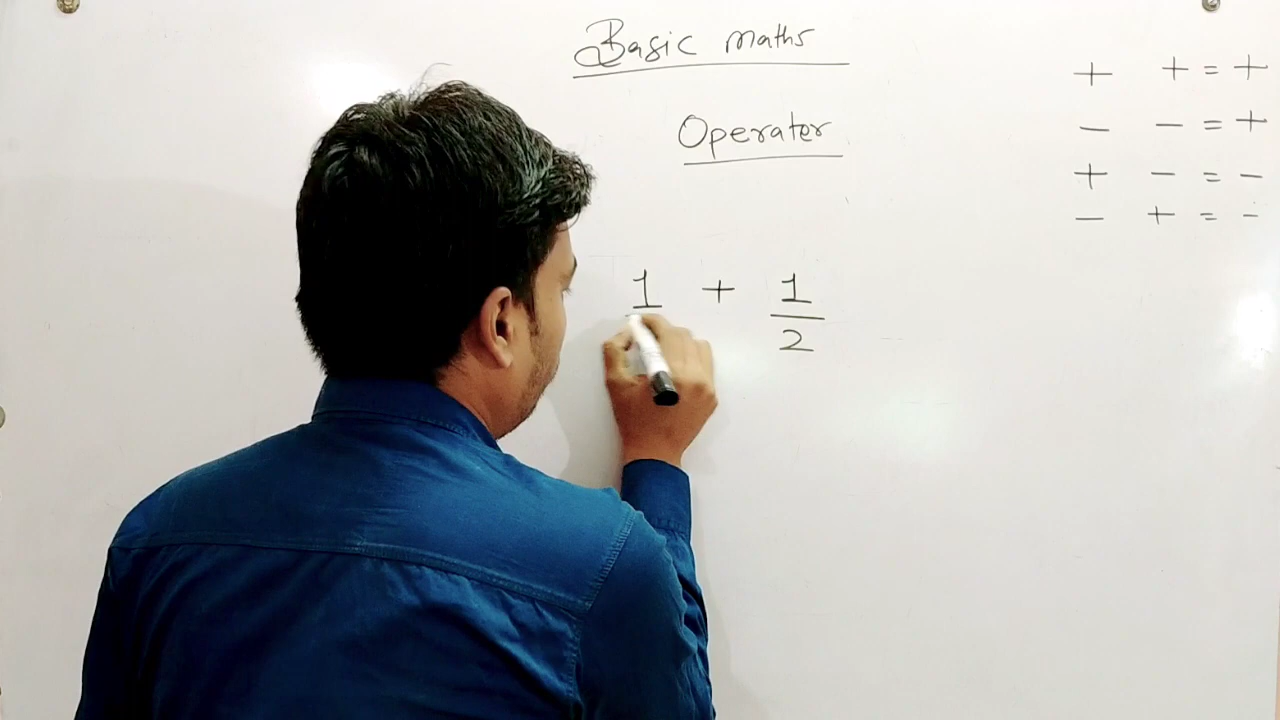 Basic maths
Operater
+ + = +
- - = +
+ - = -
- + = -
1 + 1
2